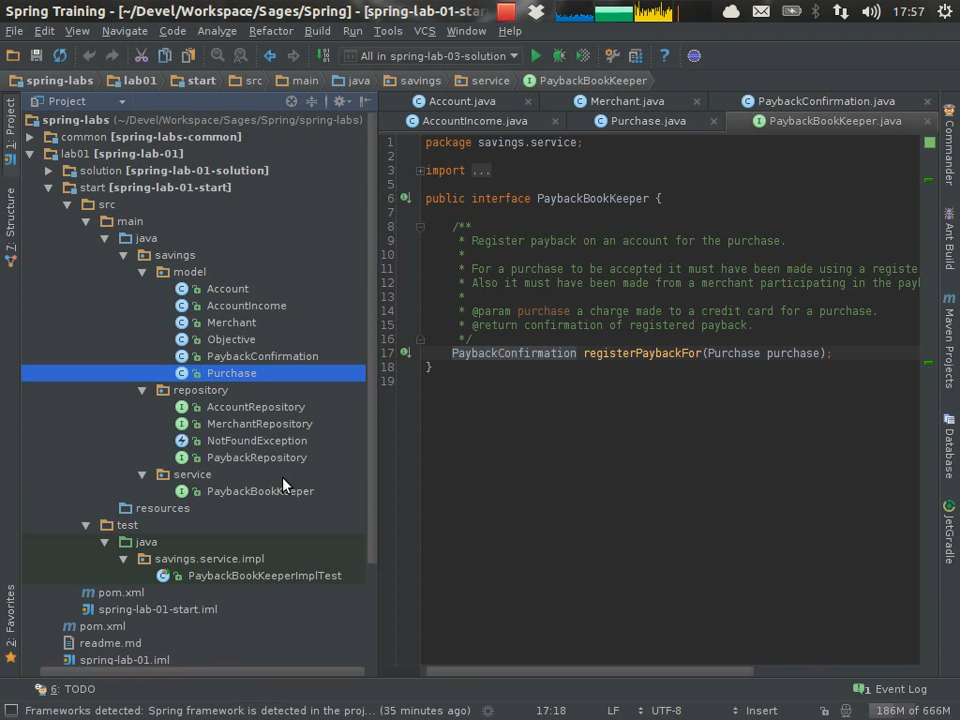 Spring Training - [~/Devel/Workspace/Sages/Spring] - [spring-lab-01-star
17:57
File Edit View Navigate Code Analyze Refactor Build Run Tools VCS Window Help
All in spring-lab-03-solution
spring-labs lab01 start src main java savings service PaybackBookKeeper
Project
Account.java Merchant.java PaybackConfirmation.java
AccountIncome.java Purchase.java PaybackBookKeeper.java
1: Project
7: Structure
2: Favorites
spring-labs (~/Devel/Workspace/Sages/Spring/spring-labs)
common [spring-labs-common]
lab01 [spring-lab-01]
solution [spring-lab-01-solution]
start [spring-lab-01-start]
src
main
java
savings
model
Account
AccountIncome
Merchant
Objective
PaybackConfirmation
Purchase
repository
AccountRepository
MerchantRepository
NotFoundException
PaybackRepository
service
PaybackBookKeeper
resources
test
java
savings.service.impl
PaybackBookKeeperImplTest
pom.xml
spring-lab-01-start.iml
pom.xml
readme.md
spring-lab-01.iml
1 package savings.service;
2
3 import ...
5
6 public interface PaybackBookKeeper {
7
8 /**
9 * Register payback on an account for the purchase.
10 *
11 * For a purchase to be accepted it must have been made using a registe
12 * Also it must have been made from a merchant participating in the payb
13 *
14 * @param purchase a charge made to a credit card for a purchase.
15 * @return confirmation of registered payback.
16 */
17 PaybackConfirmation registerPaybackFor(Purchase purchase);
18 }
19
Commander
Ant Build
Maven Projects
Database
JetGradle
6: TODO
1 Event Log
Frameworks detected: Spring framework is detected in the proj... (35 minutes ago)
17:18 LF UTF-8 Insert 186M of 666M